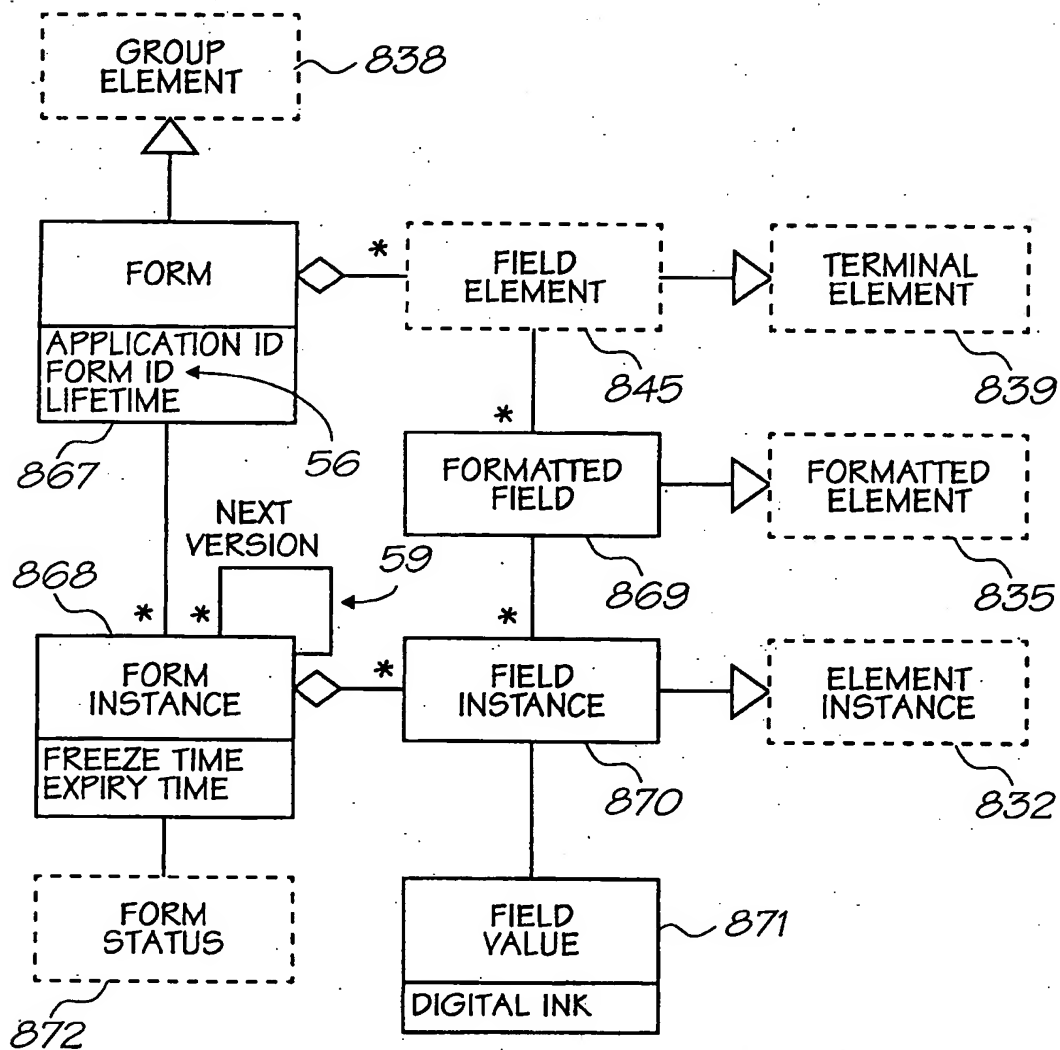 GROUP
ELEMENT
838
FORM
APPLICATION ID
FORM ID
LIFETIME
867
56
*
FIELD
ELEMENT
845
TERMINAL
ELEMENT
839
*
FORMATTED
FIELD
869
FORMATTED
ELEMENT
835
NEXT
VERSION
59
868
*
*
FORM
INSTANCE
FREEZE TIME
EXPIRY TIME
*
*
FIELD
INSTANCE
870
ELEMENT
INSTANCE
832
FORM
STATUS
872
FIELD
VALUE
871
DIGITAL INK